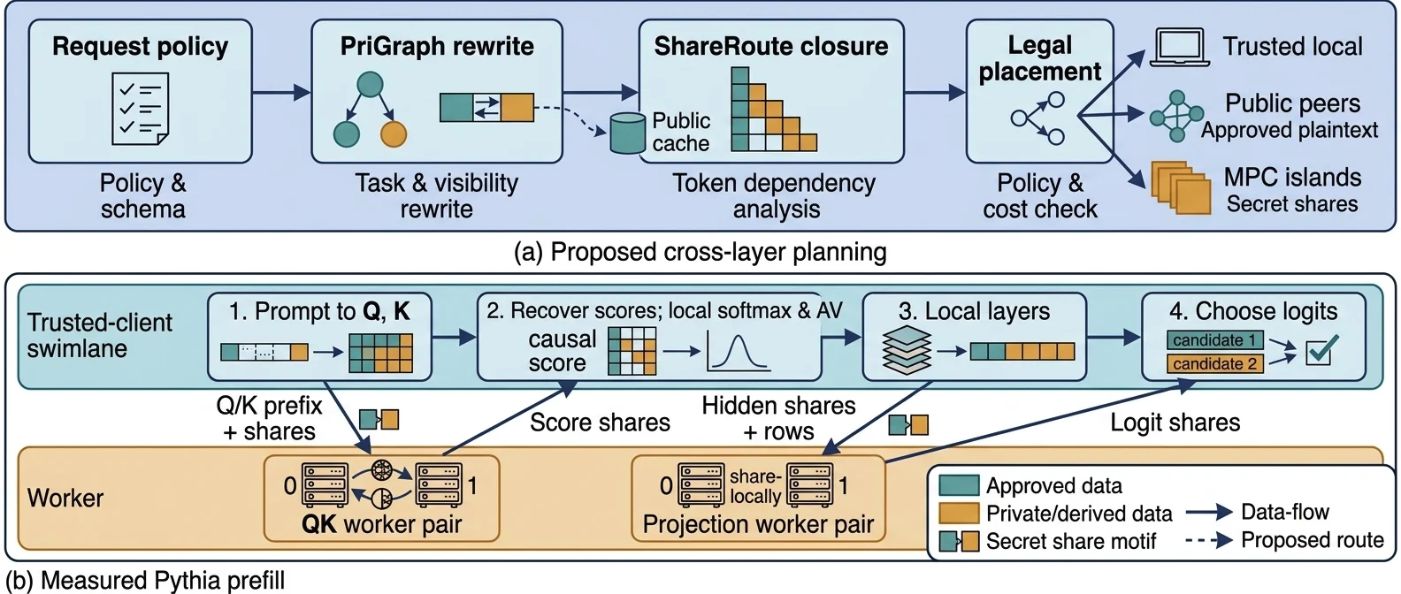 Request policy
PriGraph rewrite
ShareRoute closure
Legal
placement
Public
cache
Trusted local
Public peers
Approved plaintext
MPC islands
Secret shares
Policy &
schema
Task & visibility
rewrite
Token dependency
analysis
Policy &
cost check
(a) Proposed cross-layer planning
Trusted-client
swimlane
1. Prompt to Q, K
2. Recover scores; local softmax & AV
causal
score
3. Local layers
4. Choose logits
candidate 1
candidate 2
Q/K prefix
+ shares
Score shares
Hidden shares
+ rows
Logit shares
Worker
0
1
QK worker pair
0
share-
locally
1
Projection worker pair
Approved data
Private/derived data
Secret share motif
Data-flow
Proposed route
(b) Measured Pythia prefill